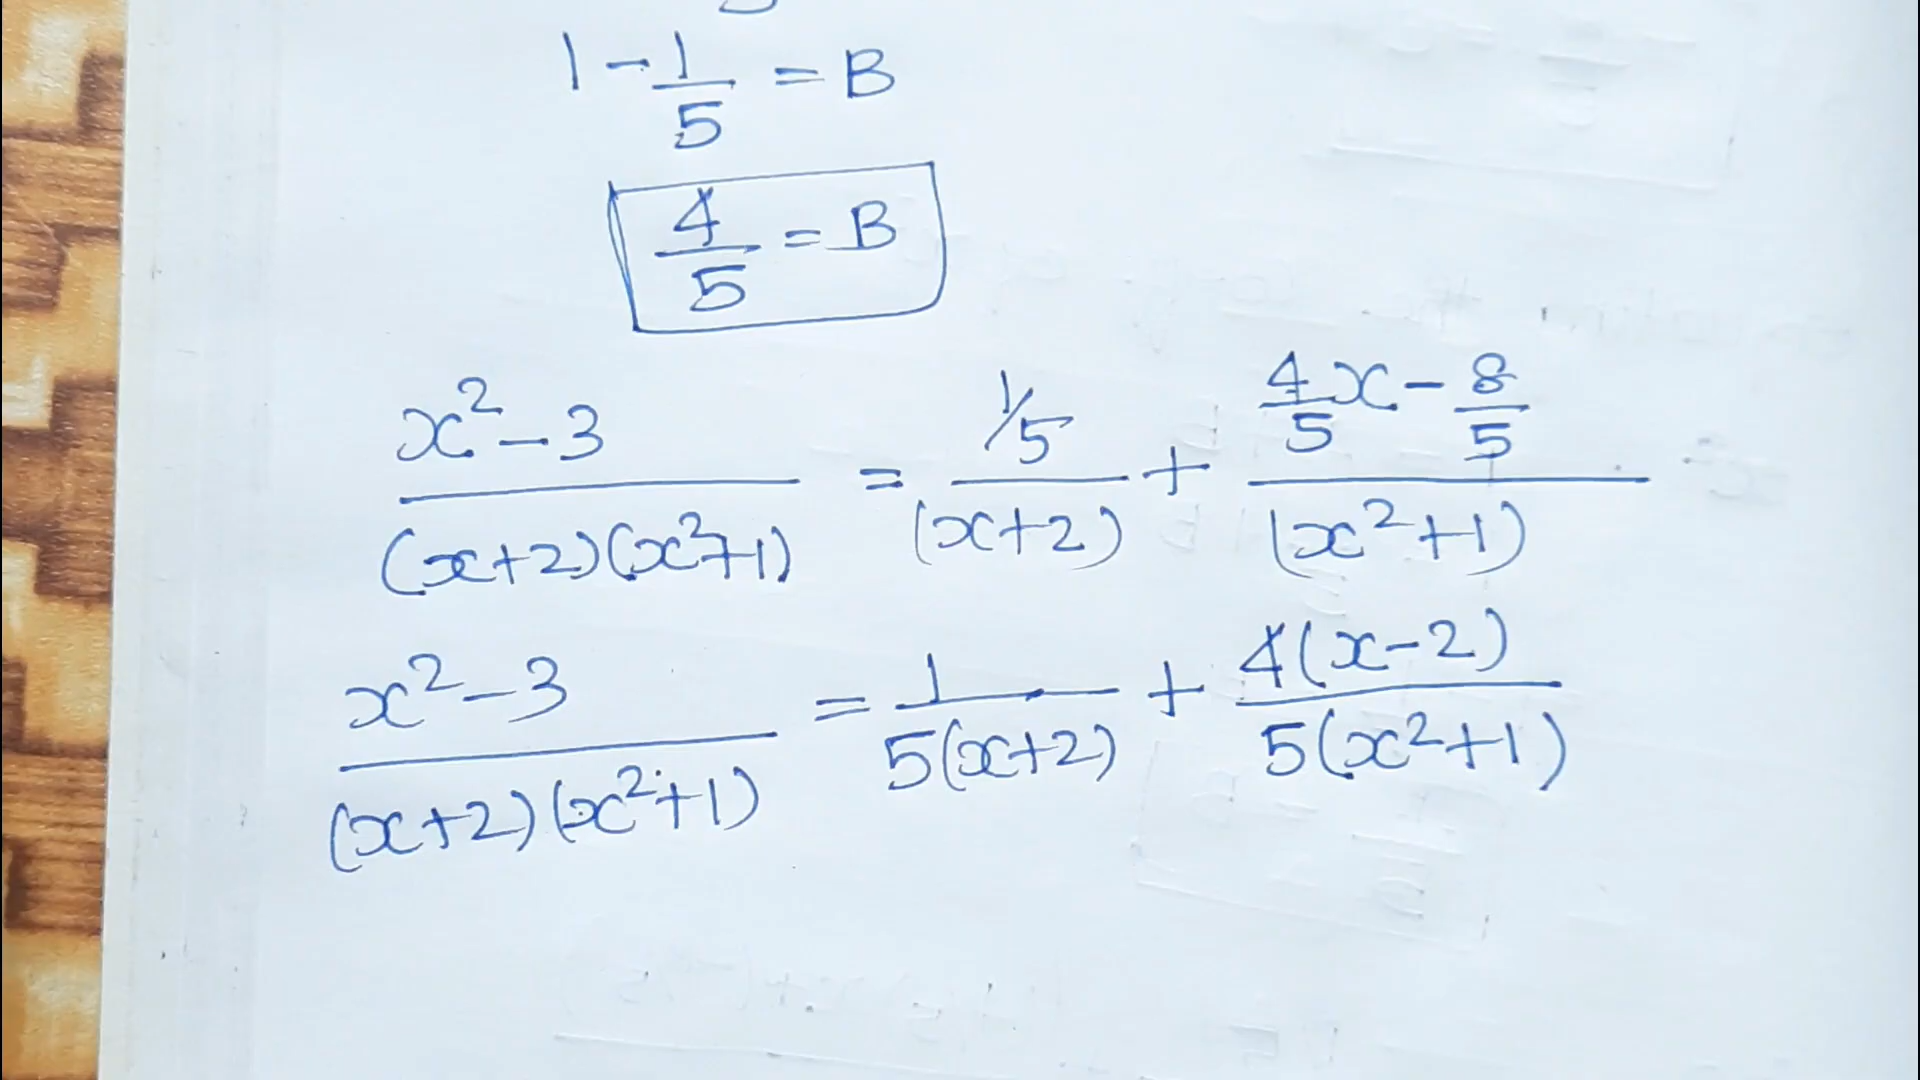 1 - 1/5 = B
4/5 = B
x² - 3 / (x+2)(x²+1) = 1/5 / (x+2) + 4/5 x - 8/5 / (x²+1)
x² - 3 / (x+2)(x²+1) = 1 / 5(x+2) + 4(x-2) / 5(x²+1)